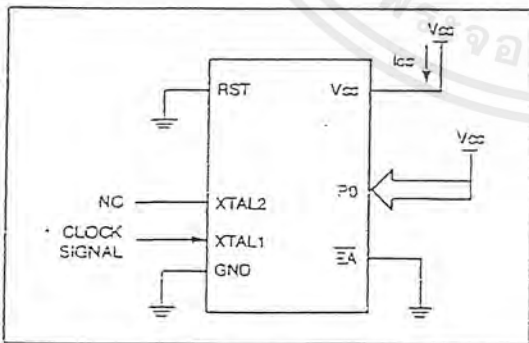 Vcc
Icc
RST
Vcc
Vcc
P0
NC
XTAL2
CLOCK
SIGNAL
XTAL1
GND
EA